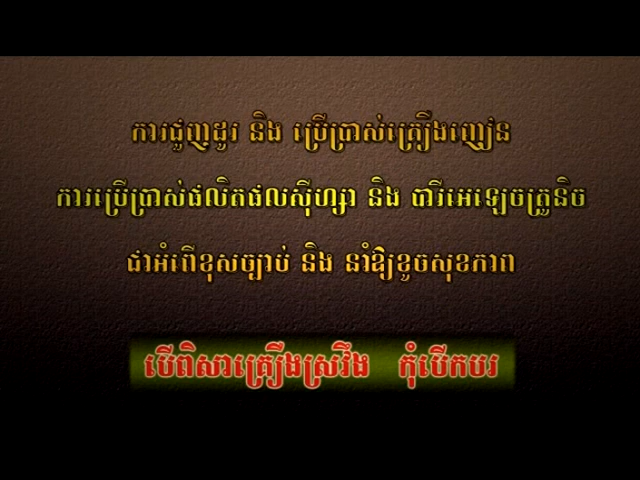 ការជួញដូរ និង ប្រើប្រាស់គ្រឿងញៀន
ការប្រើប្រាស់ផលិតផលស៊ីហ្សា និង បារីអេឡេចត្រូនិច
ជាអំពើខុសច្បាប់ និង នាំឱ្យខូចសុខភាព
បើពិសាគ្រឿងស្រវឹង កុំបើកបរ